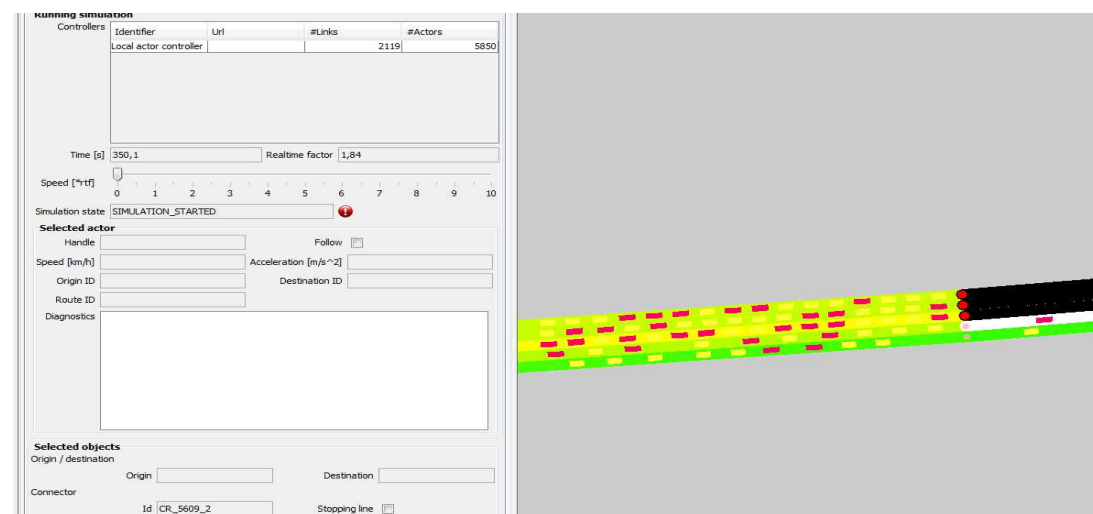 Running simulation
Controllers
Identifier Url #Links #Actors
Local actor controller 2119 5850
Time [s] 350,1 Realtime factor 1,84
Speed [*rtf]
0 1 2 3 4 5 6 7 8 9 10
Simulation state SIMULATION_STARTED
Selected actor
Handle Follow
Speed [km/h] Acceleration [m/s^2]
Origin ID Destination ID
Route ID
Diagnostics
Selected objects
Origin / destination
Origin Destination
Connector
Id CR_5609_2 Stopping line